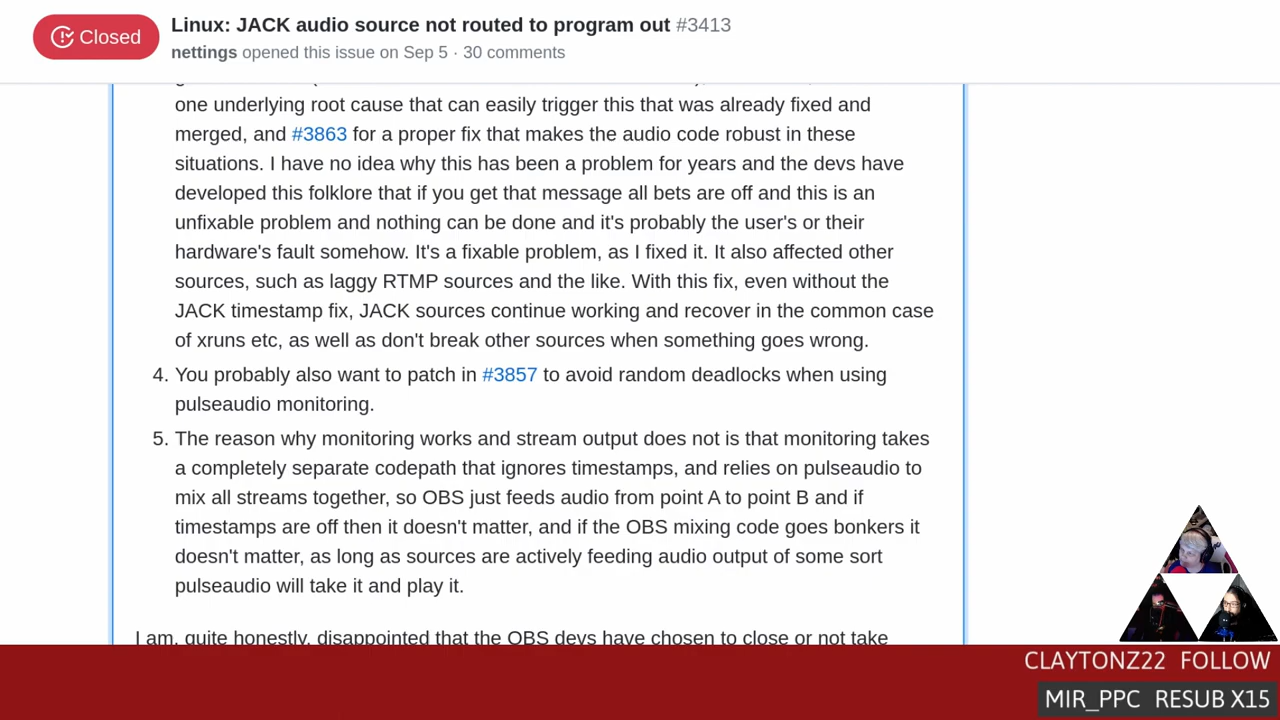 Closed
Linux: JACK audio source not routed to program out #3413
nettings opened this issue on Sep 5 · 30 comments
one underlying root cause that can easily trigger this that was already fixed and
merged, and #3863 for a proper fix that makes the audio code robust in these
situations. I have no idea why this has been a problem for years and the devs have
developed this folklore that if you get that message all bets are off and this is an
unfixable problem and nothing can be done and it's probably the user's or their
hardware's fault somehow. It's a fixable problem, as I fixed it. It also affected other
sources, such as laggy RTMP sources and the like. With this fix, even without the
JACK timestamp fix, JACK sources continue working and recover in the common case
of xruns etc, as well as don't break other sources when something goes wrong.
4. You probably also want to patch in #3857 to avoid random deadlocks when using
pulseaudio monitoring.
5. The reason why monitoring works and stream output does not is that monitoring takes
a completely separate codepath that ignores timestamps, and relies on pulseaudio to
mix all streams together, so OBS just feeds audio from point A to point B and if
timestamps are off then it doesn't matter, and if the OBS mixing code goes bonkers it
doesn't matter, as long as sources are actively feeding audio output of some sort
pulseaudio will take it and play it.
I am, quite honestly, disappointed that the OBS devs have chosen to close or not take
CLAYTONZ22 FOLLOW
MIR_PPC RESUB X15